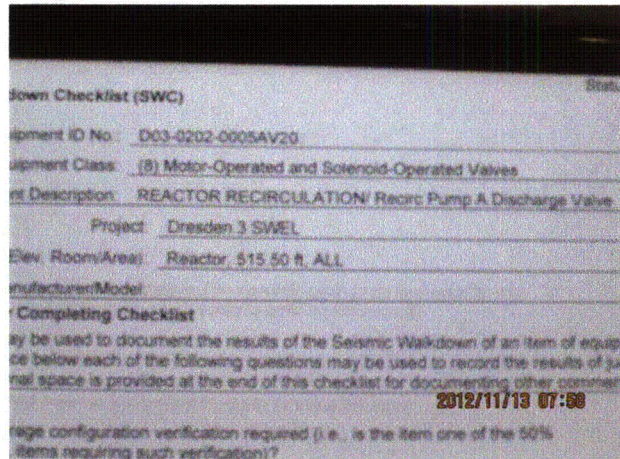 Statu
down Checklist (SWC)
uipment ID No.: D03-0202-0005AV20
uipment Class: (8) Motor-Operated and Solenoid-Operated Valves
nt Description: REACTOR RECIRCULATION/ Recirc Pump A Discharge Valve
Project: Dresden 3 SWEL
Elev, Room/Area): Reactor, 515.50 ft, ALL
anufacturer/Model:
r Completing Checklist
ay be used to document the results of the Seismic Walkdown of an item of equip
ce below each of the following questions may be used to record the results of ju
nal space is provided at the end of this checklist for documenting other commen
2012/11/13 07:58
rage configuration verification required (i.e., is the item one of the 50%
items requiring such verification)?